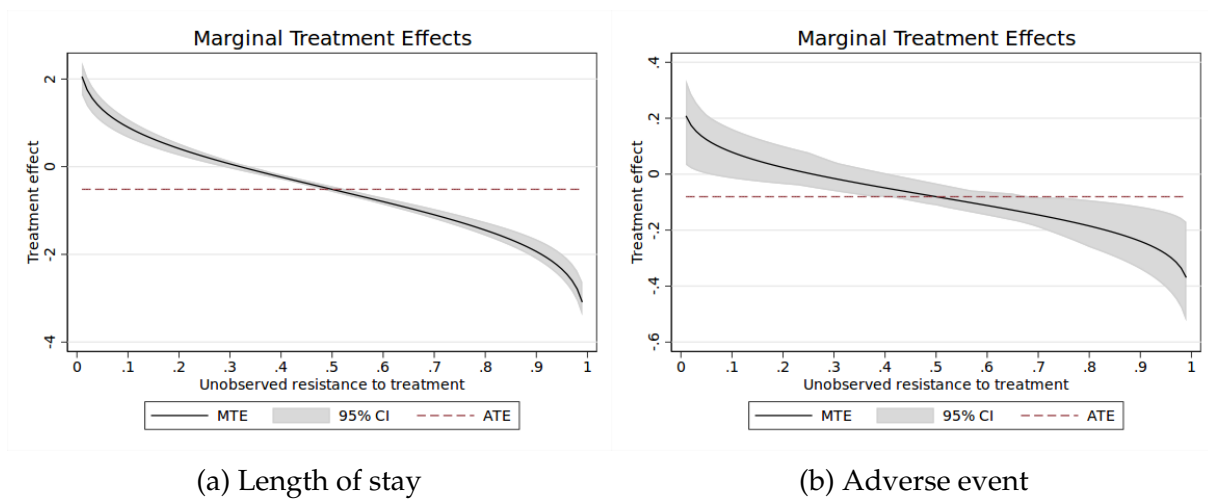 Marginal Treatment Effects
Treatment effect
2
0
-2
-4
0 .1 .2 .3 .4 .5 .6 .7 .8 .9 1
Unobserved resistance to treatment
MTE 95% CI ATE
(a) Length of stay
Marginal Treatment Effects
Treatment effect
.4
.2
0
-.2
-.4
-.6
0 .1 .2 .3 .4 .5 .6 .7 .8 .9 1
Unobserved resistance to treatment
MTE 95% CI ATE
(b) Adverse event